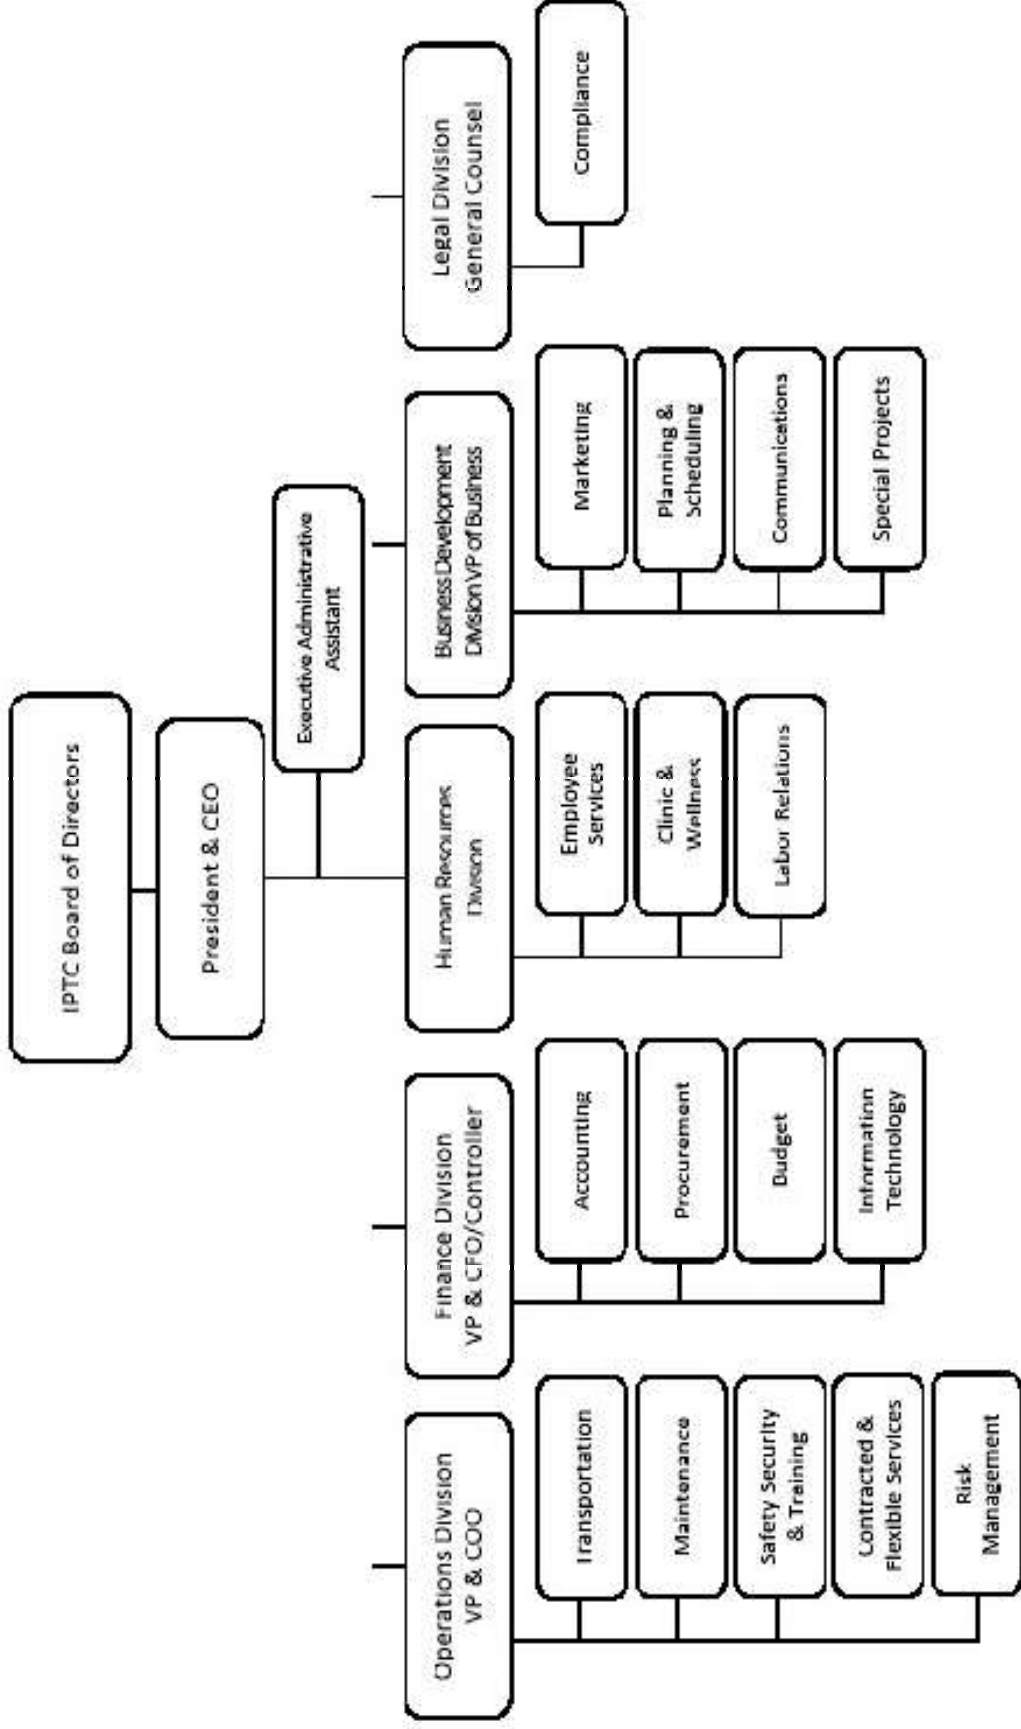 IPTC Board of Directors
President & CEO
Executive Administrative
Assistant
Operations Division
VP & COO
Transportation
Maintenance
Safety Security
& Training
Contracted &
Flexible Services
Risk
Management
Finance Division
VP & CFO/Controller
Accounting
Procurement
Budget
Information
Technology
Human Resources
Division
Employee
Services
Clinic &
Wellness
Labor Relations
Business Development
Division VP of Business
Marketing
Planning &
Scheduling
Communications
Special Projects
Legal Division
General Counsel
Compliance